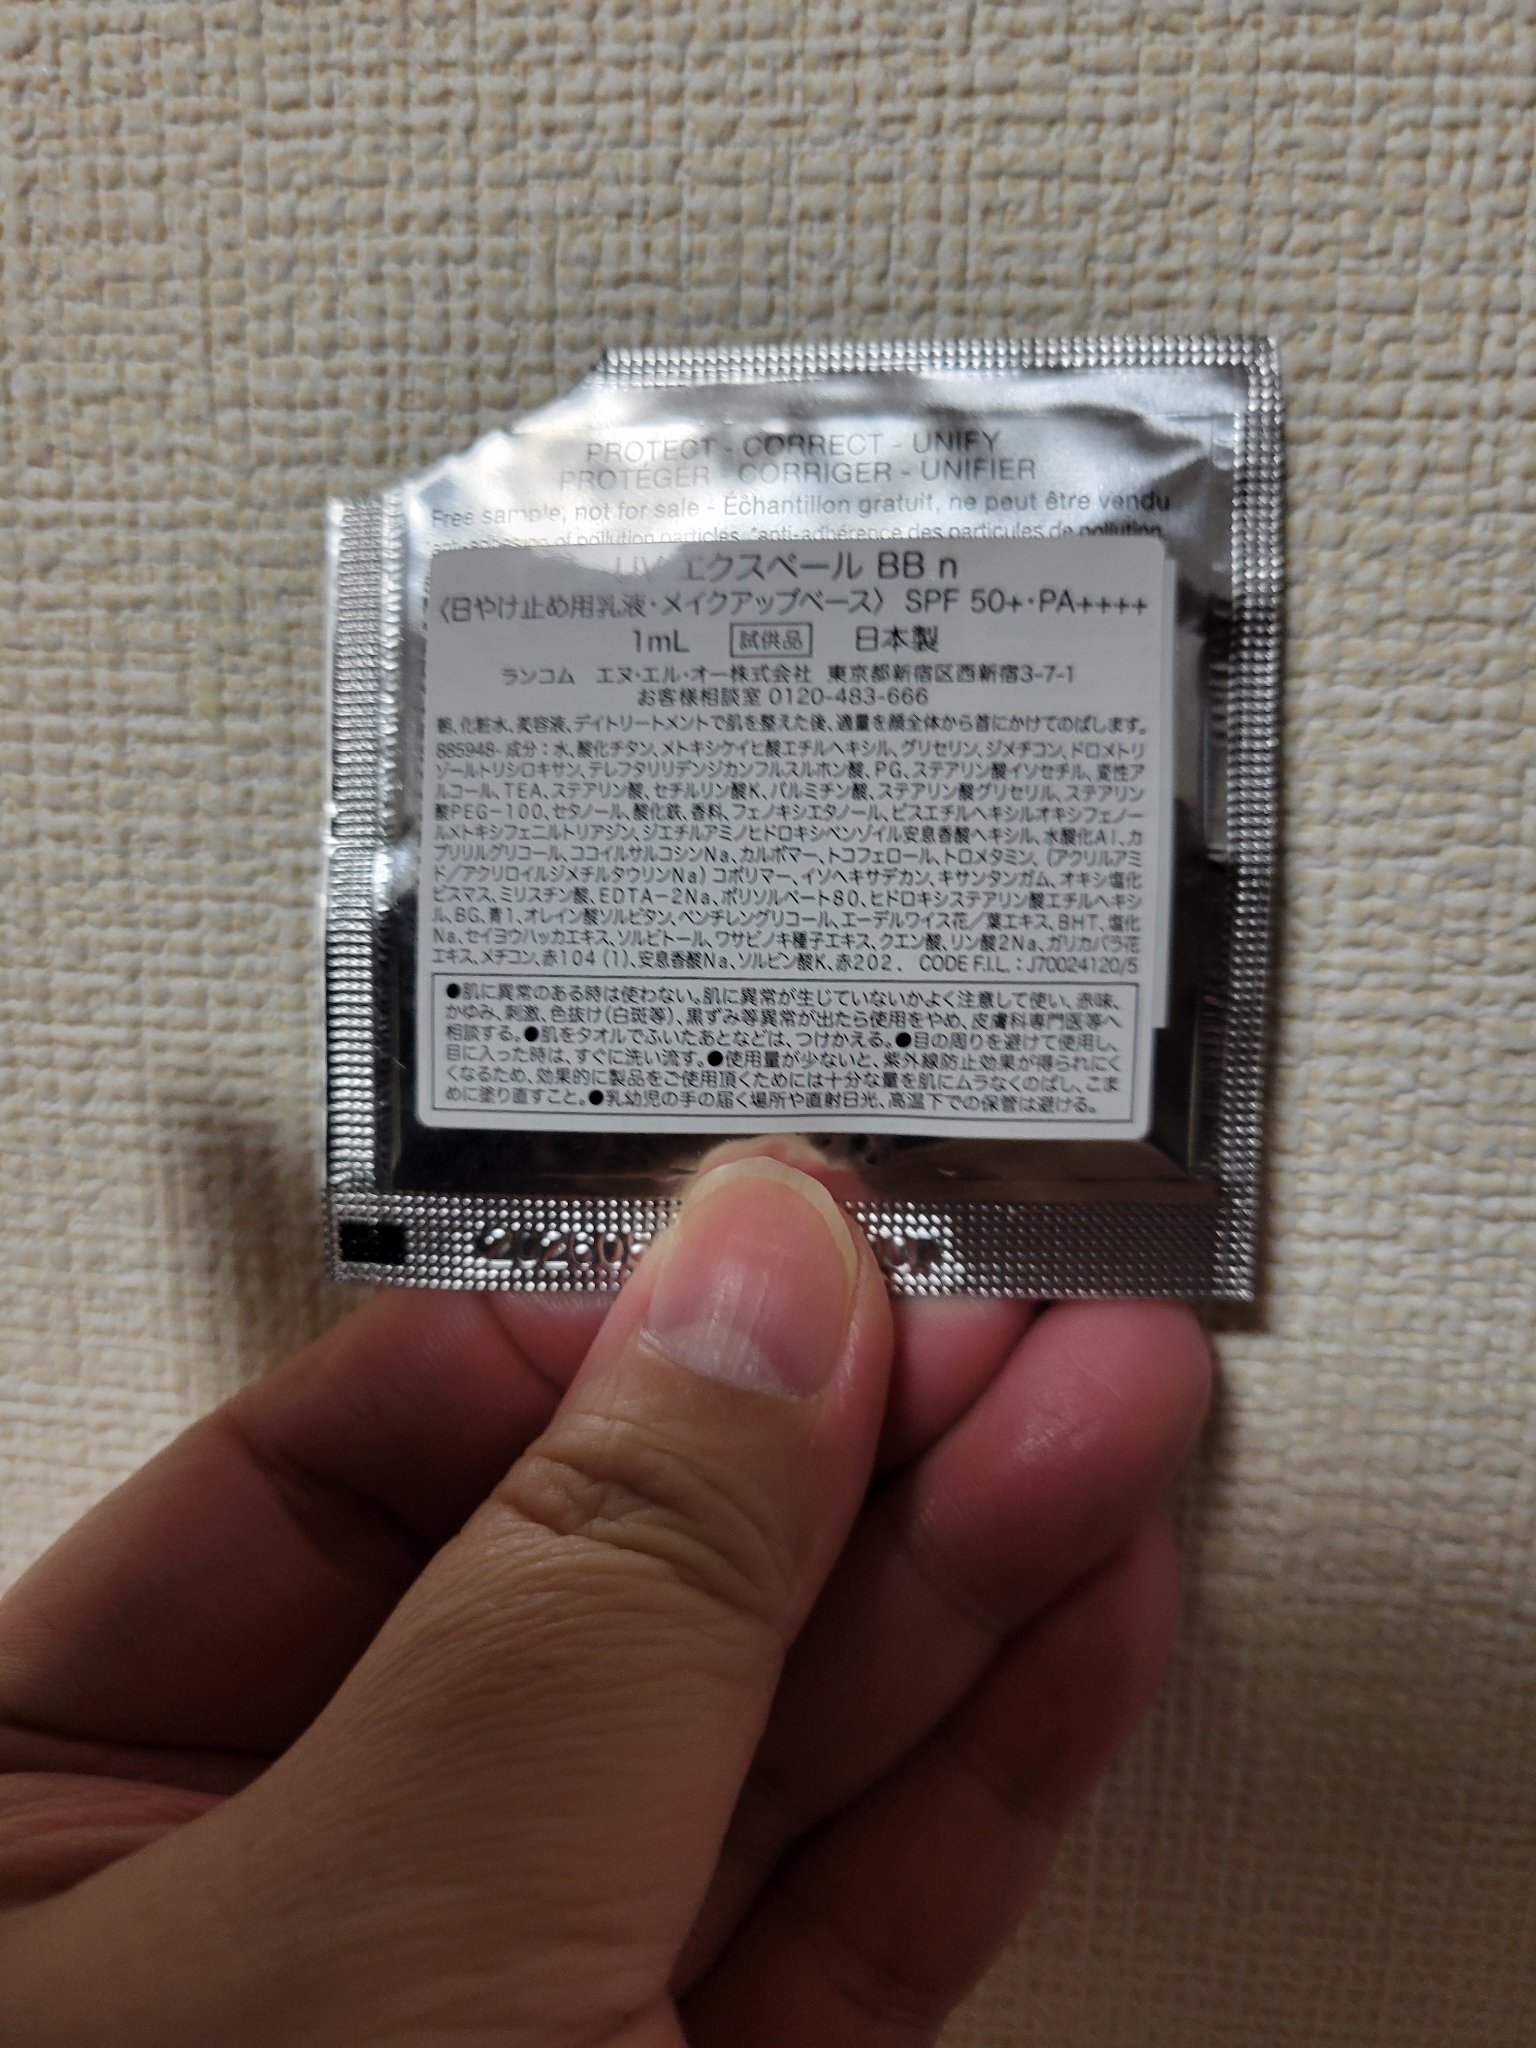 PROTECT - CORRECT - UNIFY
PROTÉGER - CORRIGER - UNIFIER
Free sample, not for sale - Échantillon gratuit, ne peut être vendu
anti-adhesion of pollution particles. *anti-adhérence des particules de pollution
UV エクスペール BB n
〈日やけ止め用乳液・メイクアップベース〉 SPF 50+・PA++++
1mL 試供品 日本製
ランコム エヌ・エル・オー株式会社 東京都新宿区西新宿3-7-1
お客様相談室 0120-483-666
朝、化粧水、美容液、デイトリートメントで肌を整えた後、適量を顔全体から首にかけてのばします。
885948- 成分：水、酸化チタン、メトキシケイヒ酸エチルヘキシル、グリセリン、ジメチコン、ドロメトリ
ゾールトリシロキサン、テレフタリリデンジカンフルスルホン酸、PG、ステアリン酸イソセチル、変性ア
ルコール、TEA、ステアリン酸、セチルリン酸K、パルミチン酸、ステアリン酸グリセリル、ステアリン
酸PEG-100、セタノール、酸化鉄、香料、フェノキシエタノール、ビスエチルヘキシルオキシフェノー
ルメトキシフェニルトリアジン、ジエチルアミノヒドロキシベンゾイル安息香酸ヘキシル、水酸化Al、カ
プリリルグリコール、ココイルサルコシンNa、カルボマー、トコフェロール、トロメタミン、(アクリルアミ
ド/アクリロイルジメチルタウリンNa)コポリマー、イソヘキサデカン、キサンタンガム、オキシ塩化
ビスマス、ミリスチン酸、EDTA-2Na、ポリソルベート80、ヒドロキシステアリン酸エチルヘキシ
ル、BG、青1、オレイン酸ソルビタン、ペンチレングリコール、エーデルワイス花/葉エキス、BHT、塩化
Na、セイヨウハッカエキス、ソルビトール、ワサビノキ種子エキス、クエン酸、リン酸2Na、ガリカバラ花
エキス、メチコン、赤104(1)、安息香酸Na、ソルビン酸K、赤202、 CODE F.I.L. : J70024120/5
●肌に異常のある時は使わない。肌に異常が生じていないかよく注意して使い、赤味、
かゆみ、刺激、色抜け(白斑等)、黒ずみ等異常が出たら使用をやめ、皮膚科専門医等へ
相談する。●肌をタオルでふいたあとなどは、つけかえる。●目の周りを避けて使用し、
目に入った時は、すぐに洗い流す。●使用量が少ないと、紫外線防止効果が得られにく
くなるため、効果的に製品をご使用頂くためには十分な量を肌にムラなくのばし、こま
めに塗り直すこと。●乳幼児の手の届く場所や直射日光、高温下での保管は避ける。